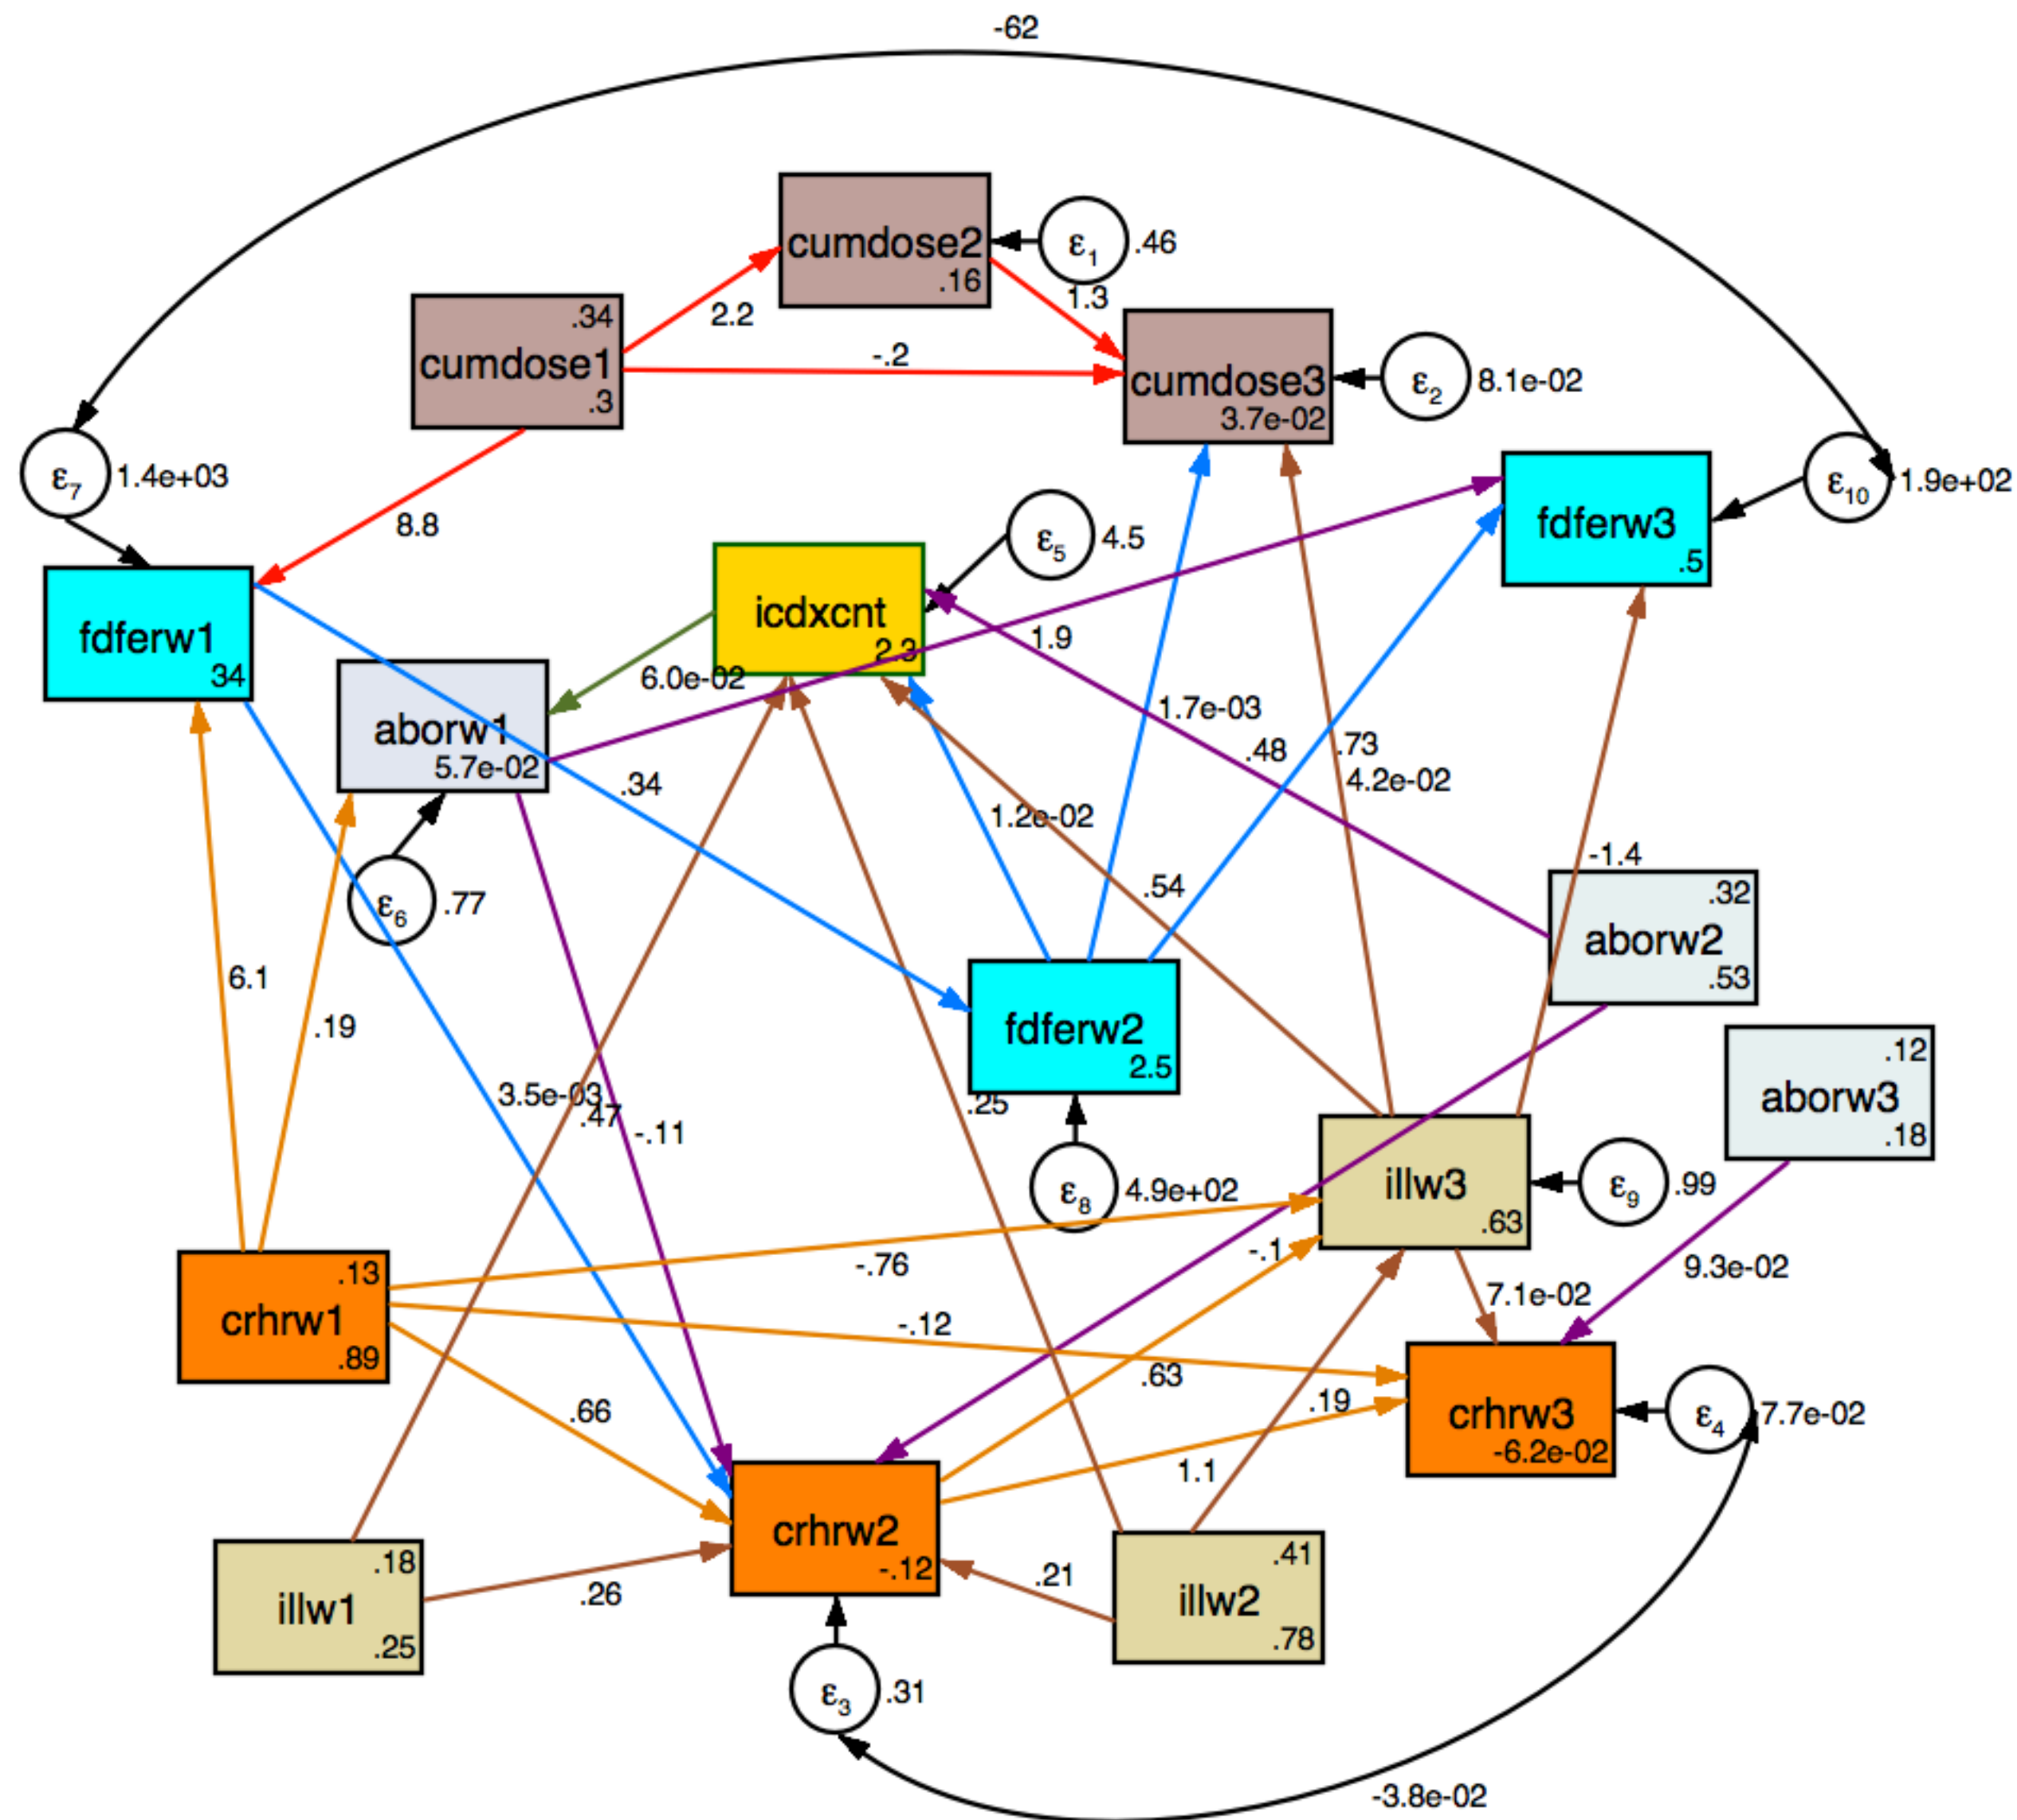 -62
cumdose2
.16
ε1
.46
.34
cumdose1
.3
2.2
1.3
-.2
cumdose3
3.7e-02
ε2
8.1e-02
ε7
1.4e+03
8.8
ε5
4.5
fdferw3
.5
ε10
1.9e+02
fdferw1
34
icdxcnt
2.3
6.0e-02
1.9
aborw1
5.7e-02
.34
1.7e-03
.48
.73
4.2e-02
1.2e-02
.54
-1.4
ε6
.77
.32
aborw2
.53
6.1
.19
fdferw2
2.5
.12
aborw3
.18
3.5e-03
.47
-.11
.25
ε8
4.9e+02
illw3
.63
ε9
.99
-.76
-.1
9.3e-02
7.1e-02
.13
crhrw1
.89
-.12
.63
.19
.66
1.1
crhrw3
-6.2e-02
ε4
7.7e-02
crhrw2
-.12
.18
illw1
.25
.26
.21
.41
illw2
.78
ε3
.31
-3.8e-02